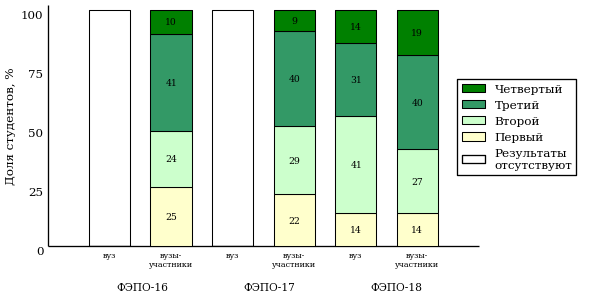 Доля студентов, %
100
75
50
25
0
10
41
24
25
9
40
29
22
14
31
41
14
19
40
27
14
вуз
вузы-
участники
вуз
вузы-
участники
вуз
вузы-
участники
ФЭПО-16
ФЭПО-17
ФЭПО-18
Четвертый
Третий
Второй
Первый
Результаты
отсутствуют